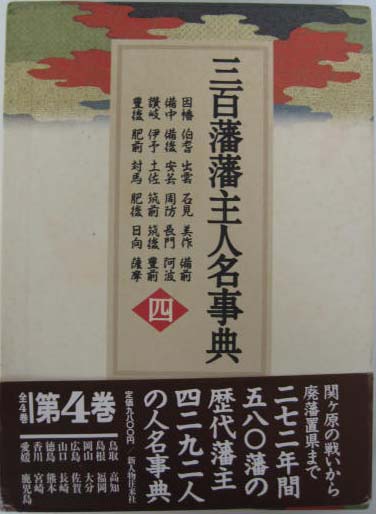 三百藩藩主人名事典
四
因幡 伯耆 出雲 石見 美作 備前
備中 備後 安芸 周防 長門 阿波
讃岐 伊予 土佐 筑前 筑後 豊前
豊後 肥前 対馬 肥後 日向 薩摩
関ヶ原の戦いから
廃藩置県まで
二七二年間
五八〇藩の
歴代藩主
四二九二人
の人名事典
定価九八〇〇円/新人物往来社
第4巻
全4巻
鳥取 高知
島根 福岡
岡山 大分
広島 佐賀
山口 長崎
徳島 熊本
香川 宮崎
愛媛 鹿児島